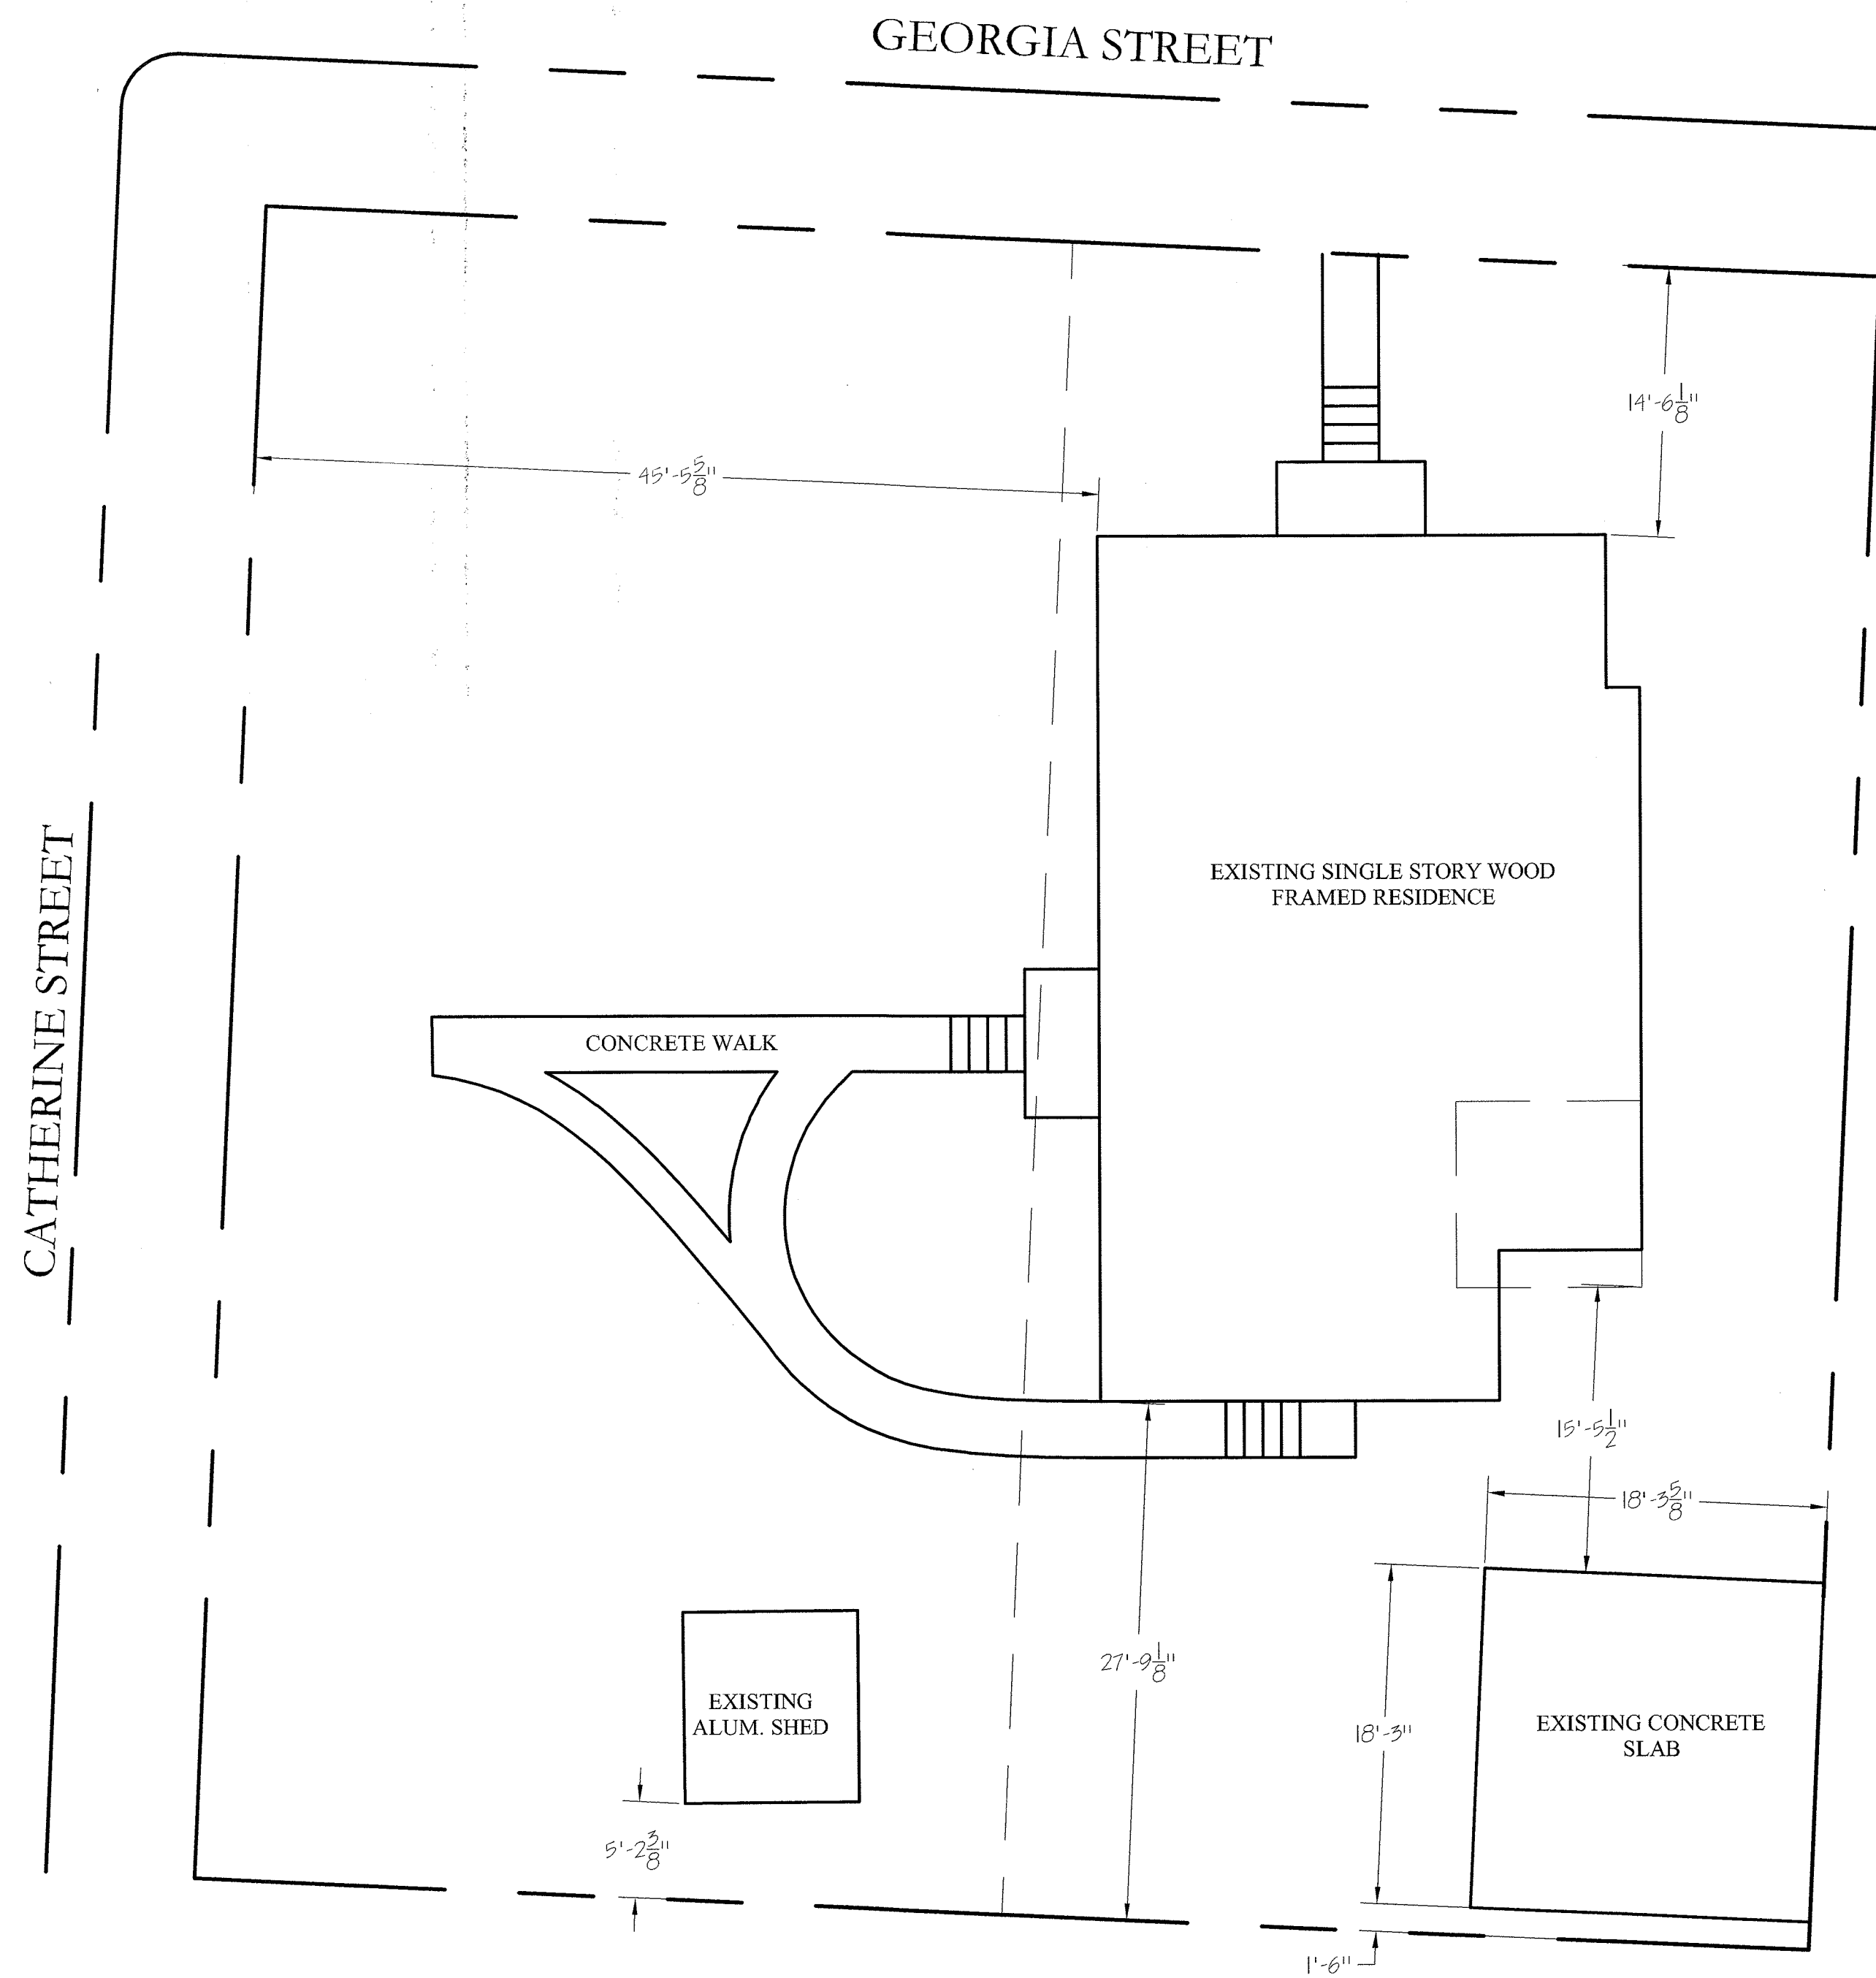 GEORGIA STREET
14'-6 1/8"
45'-5 5/8"
EXISTING SINGLE STORY WOOD
FRAMED RESIDENCE
CATHERINE STREET
CONCRETE WALK
15'-5 1/2"
18'-3 5/8"
27'-9 1/8"
EXISTING
ALUM. SHED
18'-3"
EXISTING CONCRETE
SLAB
5'-2 3/8"
1'-6"